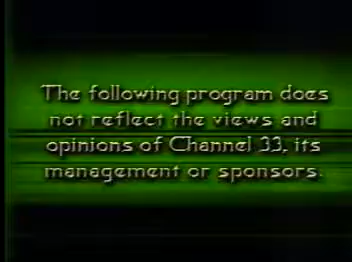 The following program does
not reflect the views and
opinions of Channel 33, its
management or sponsors.